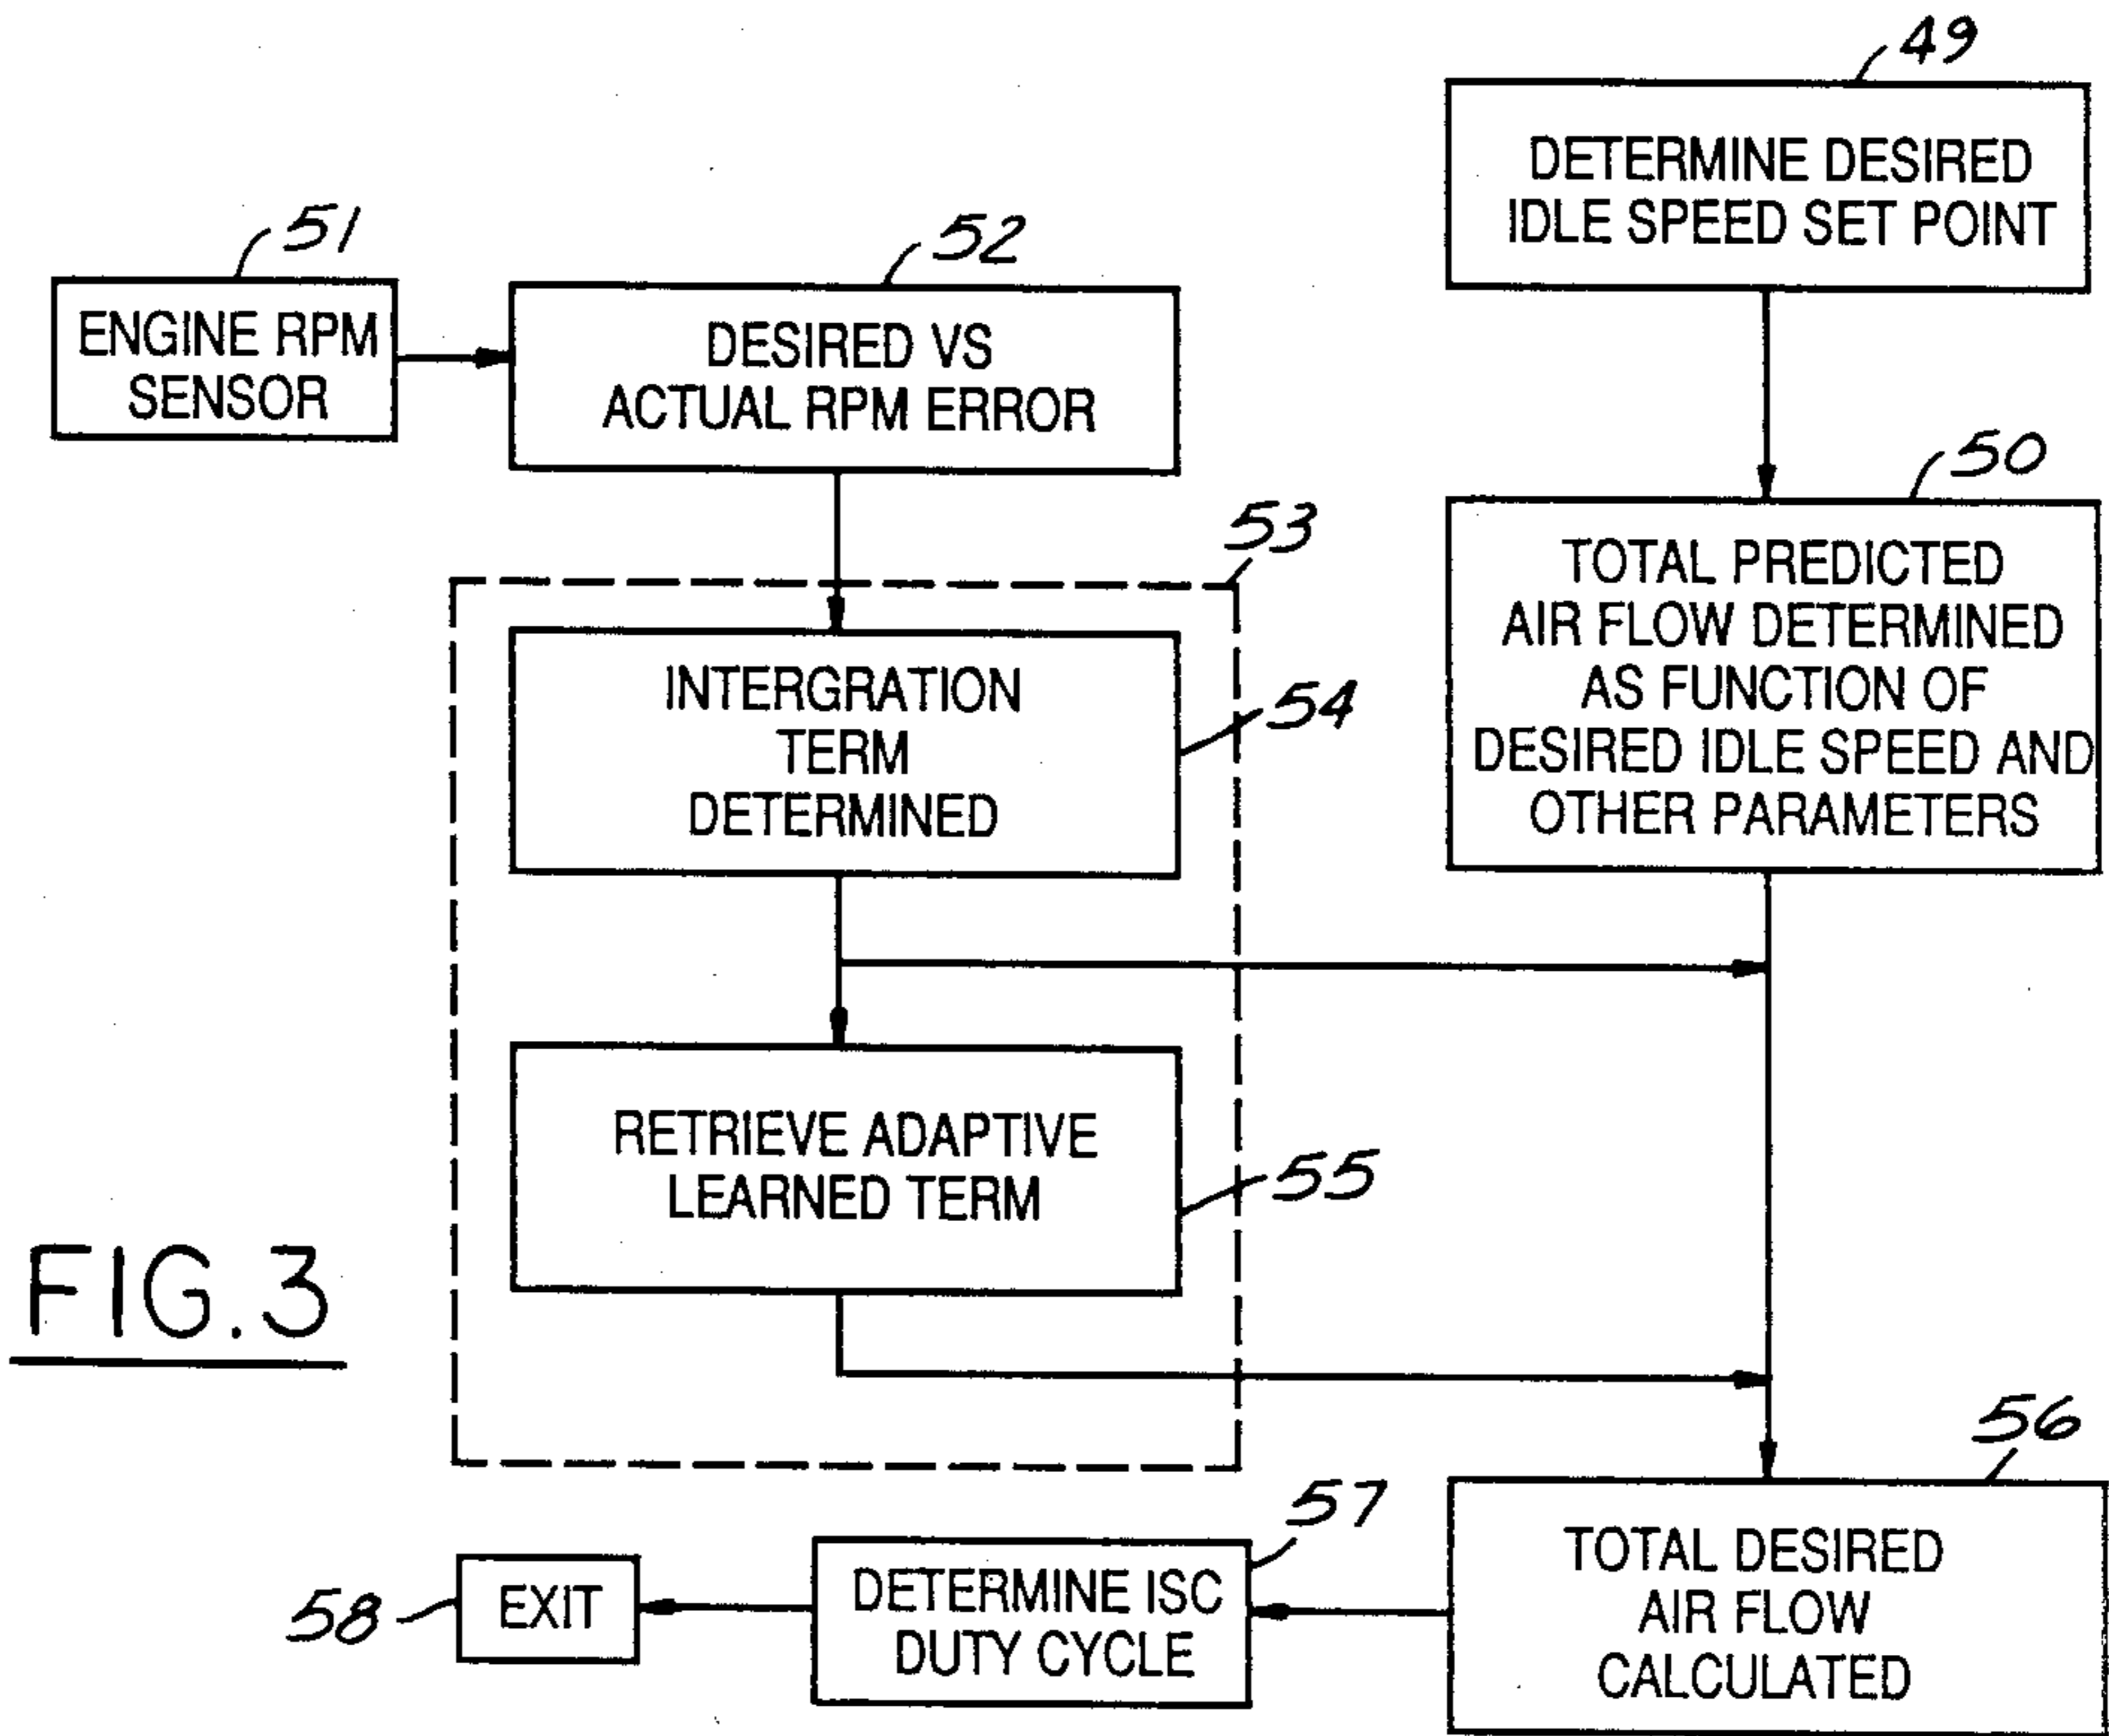 49
DETERMINE DESIRED
IDLE SPEED SET POINT
51
ENGINE RPM
SENSOR
52
DESIRED VS
ACTUAL RPM ERROR
50
TOTAL PREDICTED
AIR FLOW DETERMINED
AS FUNCTION OF
DESIRED IDLE SPEED AND
OTHER PARAMETERS
53
INTERGRATION
TERM
DETERMINED
54
RETRIEVE ADAPTIVE
LEARNED TERM
55
FIG.3
56
TOTAL DESIRED
AIR FLOW
CALCULATED
57
DETERMINE ISC
DUTY CYCLE
58
EXIT